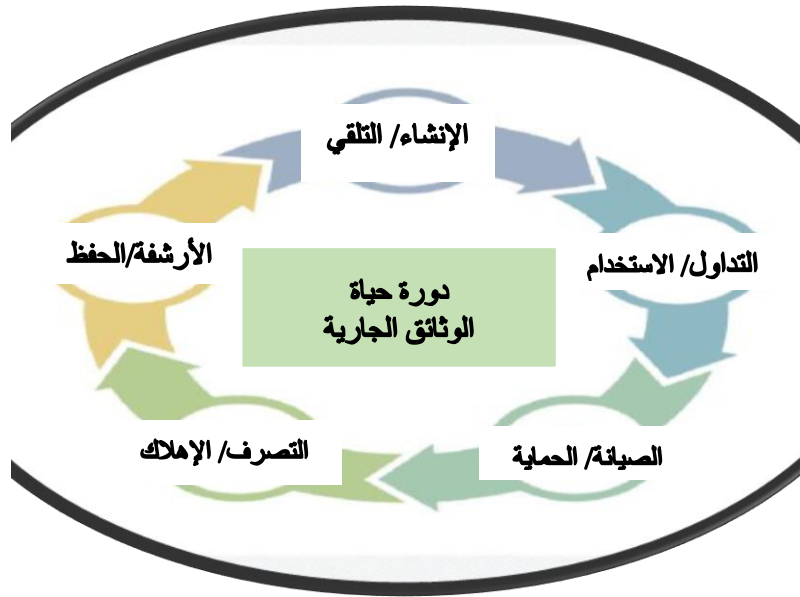 الإنشاء/ التلقي
الأرشفة/الحفظ
التداول/ الاستخدام
دورة حياة
الوثائق الجارية
التصرف/ الإهلاك
الصيانة/ الحماية